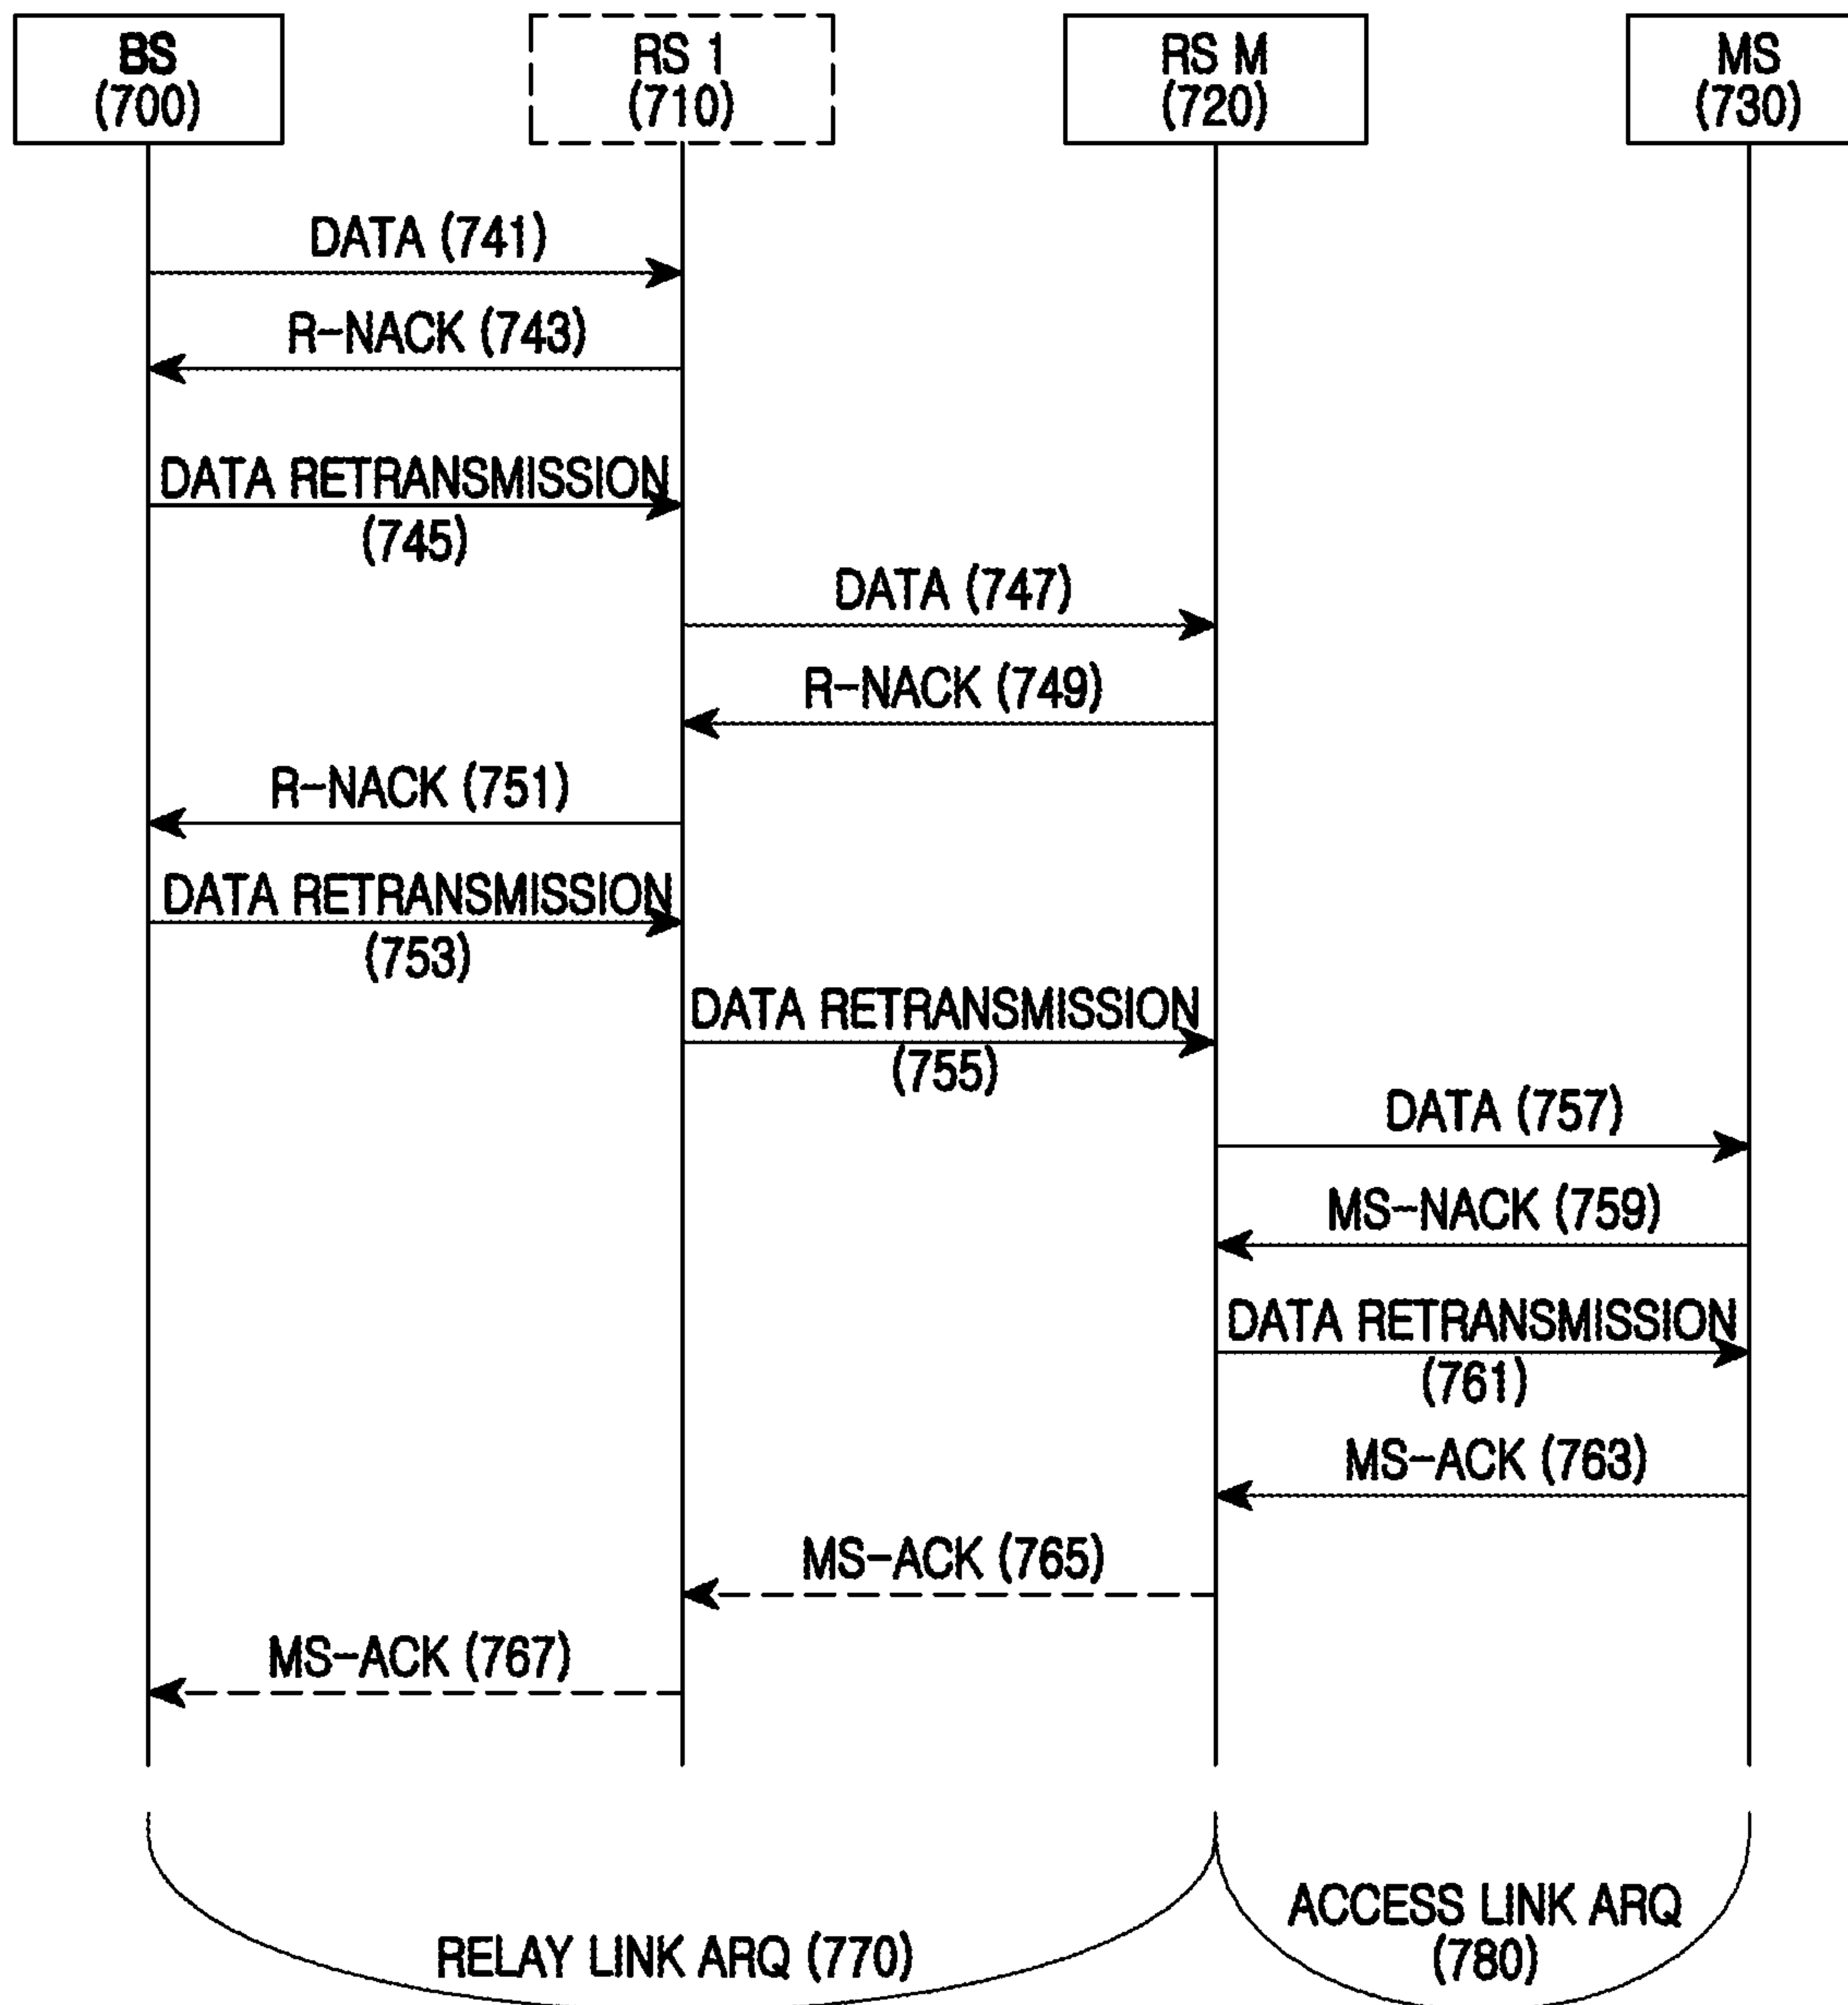 BS
(700)
RS 1
(710)
RS M
(720)
MS
(730)
DATA (741)
R-NACK (743)
DATA RETRANSMISSION
(745)
DATA (747)
R-NACK (749)
R-NACK (751)
DATA RETRANSMISSION
(753)
DATA RETRANSMISSION
(755)
DATA (757)
MS-NACK (759)
DATA RETRANSMISSION
(761)
MS-ACK (763)
MS-ACK (765)
MS-ACK (767)
RELAY LINK ARQ (770)
ACCESS LINK ARQ
(780)